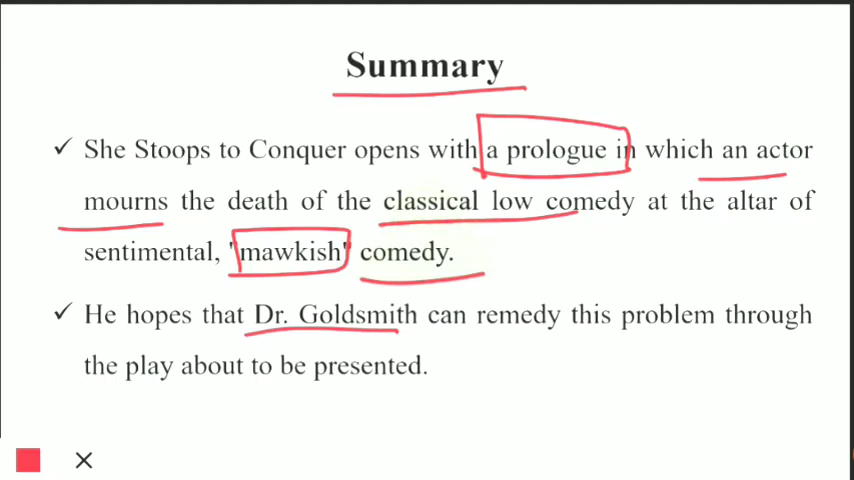 Summary
✓ She Stoops to Conquer opens with a prologue in which an actor
mourns the death of the classical low comedy at the altar of
sentimental, "mawkish" comedy.
✓ He hopes that Dr. Goldsmith can remedy this problem through
the play about to be presented.